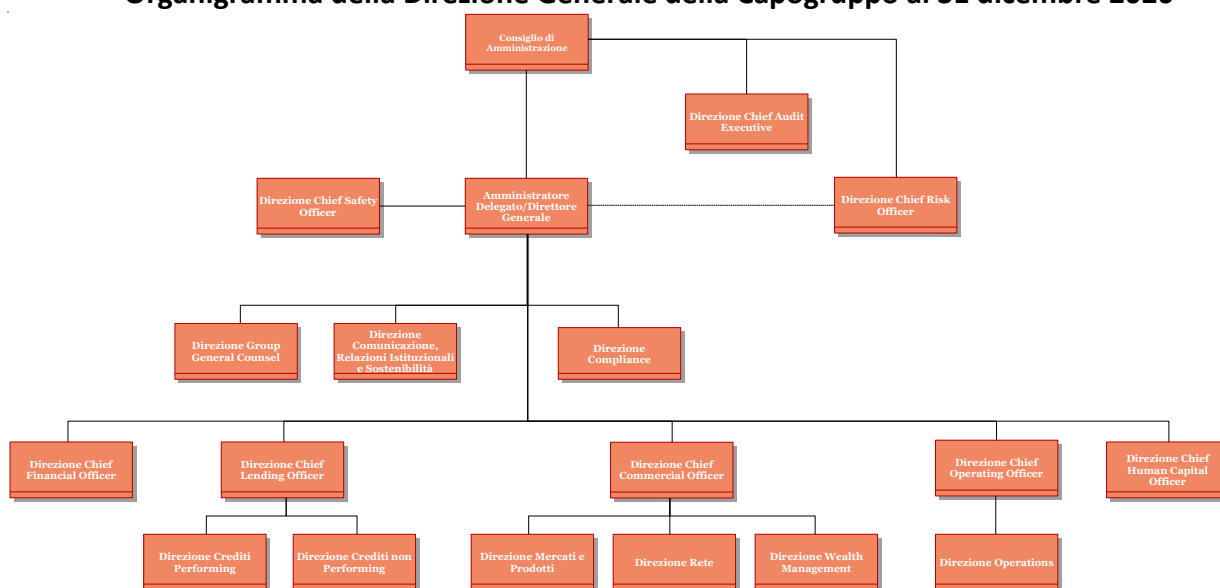 Organigramma della Direzione Generale della Capogruppo al 31 dicembre 2020
Consiglio di
Amministrazione
Direzione Chief Audit
Executive
Direzione Chief Safety
Officer
Amministratore
Delegato/Direttore
Generale
Direzione Chief Risk
Officer
Direzione Group
General Counsel
Direzione
Comunicazione,
Relazioni Istituzionali
e Sostenibilità
Direzione
Compliance
Direzione Chief
Financial Officer
Direzione Chief
Lending Officer
Direzione Chief
Commercial Officer
Direzione Chief
Operating Officer
Direzione Chief
Human Capital
Officer
Direzione Crediti
Performing
Direzione Crediti non
Performing
Direzione Mercati e
Prodotti
Direzione Rete
Direzione Wealth
Management
Direzione Operations